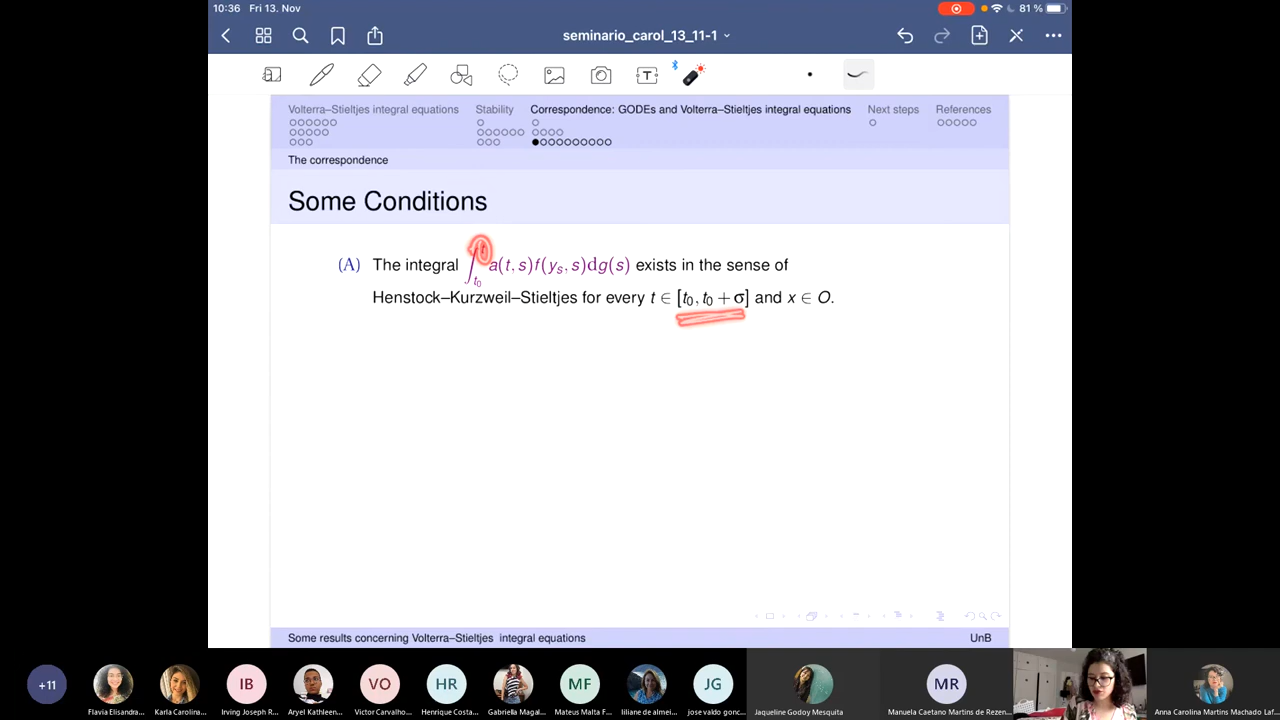 10:36 Fri 13. Nov
81 %
seminario_carol_13_11-1
T
Volterra–Stieltjes integral equations Stability Correspondence: GODEs and Volterra–Stieltjes integral equations Next steps References
The correspondence
Some Conditions
(A) The integral ∫_{t₀}^{t} a(t, s)f(yₛ, s)dg(s) exists in the sense of
Henstock–Kurzweil–Stieltjes for every t ∈ [t₀, t₀ + σ] and x ∈ O.
Some results concerning Volterra–Stieltjes integral equations UnB
+11 IB VO HR MF JG MR
Flavia Elisandra... Karla Carolina... Irving Joseph R... Aryel Kathleen... Victor Carvalho... Henrique Costa... Gabriella Magal... Mateus Malta F... liliane de almei... jose valdo gonc... Jaqueline Godoy Mesquita Manuela Caetano Martins de Rezen... Anna Carolina Martins Machado Laf...